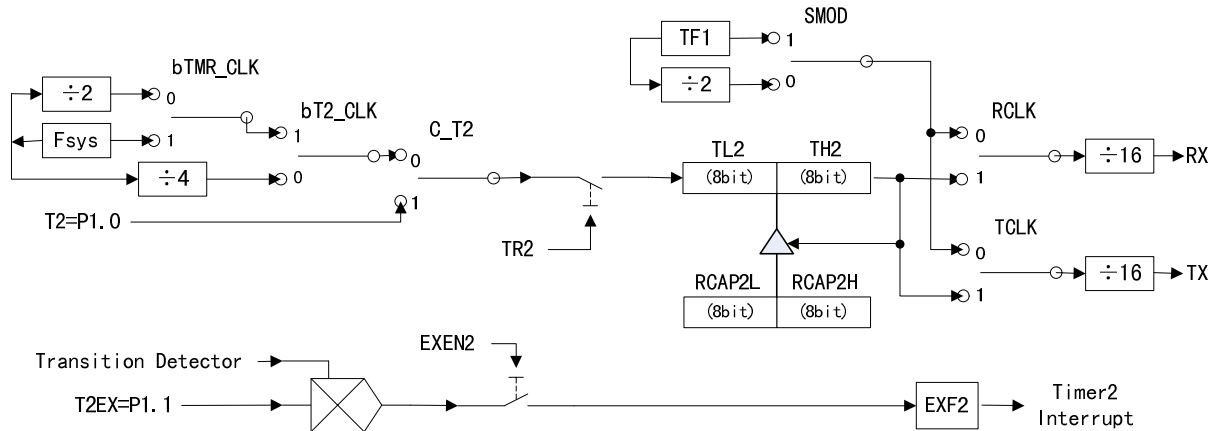 SMOD
TF1
1
÷2
0
bTMR_CLK
÷2
0
bT2_CLK
Fsys
1
1
C_T2
0
÷4
0
1
T2=P1.0
TR2
TL2
TH2
(8bit)
(8bit)
RCLK
0
1
÷16
RX
TCLK
0
1
÷16
TX
RCAP2L
RCAP2H
(8bit)
(8bit)
EXEN2
Transition Detector
T2EX=P1.1
EXF2
Timer2
Interrupt